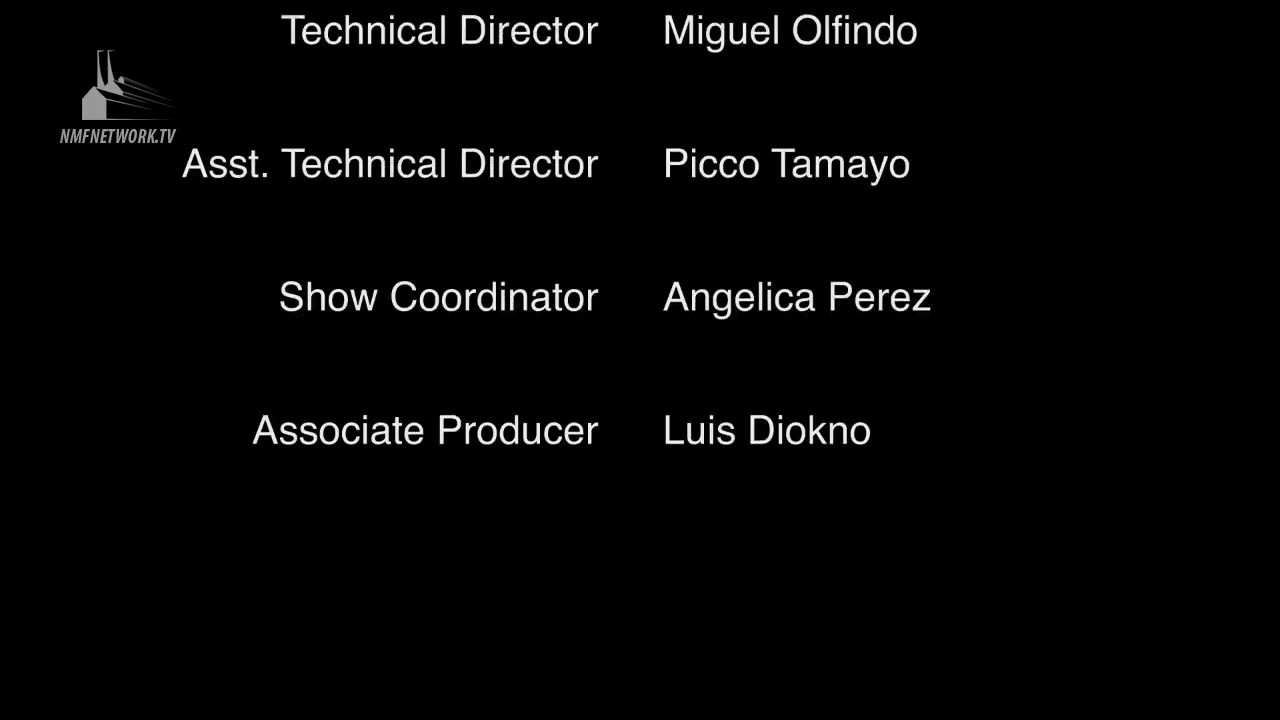 Technical Director Miguel Olfindo
NMFNETWORK.TV
Asst. Technical Director Picco Tamayo
Show Coordinator Angelica Perez
Associate Producer Luis Diokno